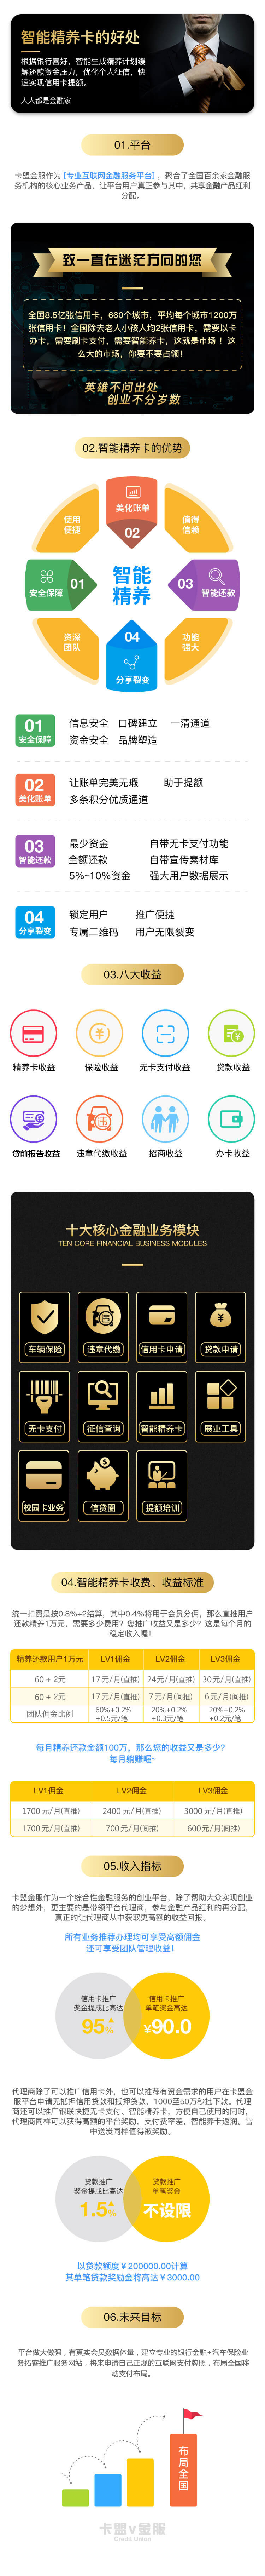 智能精养卡的好处
根据银行喜好，智能生成精养计划缓
解还款资金压力，优化个人征信，快
速实现信用卡提额。
人人都是金融家
01.平台
卡盟金服作为 [专业互联网金融服务平台] ，聚合了全国百余家金融服
务机构的核心业务产品，让平台用户真正参与其中，共享金融产品红利
分配。
致一直在迷茫方向的您
全国8.5亿张信用卡，660个城市，平均每个城市1200万
张信用卡！全国除去老人小孩人均2张信用卡，需要以卡
办卡，需要刷卡支付，需要智能养卡，这就是市场 ！这
么大的市场，你要不要占领！
英雄不问出处
创业不分岁数
02.智能精养卡的优势
使用
便捷
美化账单
02
值得
信赖
安全保障 01
智能
精养
03 智能还款
资深
团队
04
分享裂变
功能
强大
01
安全保障
信息安全 口碑建立 一清通道
资金安全 品牌塑造
02
美化账单
让账单完美无瑕 助于提额
多条积分优质通道
03
智能还款
最少资金 自带无卡支付功能
全额还款 自带宣传素材库
5%~10%资金 强大用户数据展示
04
分享裂变
锁定用户 推广便捷
专属二维码 用户无限裂变
03.八大收益
精养卡收益 保险收益 无卡支付收益 贷款收益
贷前报告收益 违章代缴收益 招商收益 办卡收益
十大核心金融业务模块
TEN CORE FINANCIAL BUSINESS MODULES
车辆保险 违章代缴 信用卡申请 贷款申请
无卡支付 征信查询 智能精养卡 展业工具
校园卡业务 信贷圈 提额培训
04.智能精养卡收费、收益标准
统一扣费是按0.8%+2结算，其中0.4%将用于会员分佣，那么直推用户
还款精养1万元，需要多少费用？您推广收益又是多少？这是每个月的
稳定收入喔！
精养还款用户1万元 LV1佣金 LV2佣金 LV3佣金
60 + 2元 17 元/月(直推) 24元/月(直推) 30元/月(直推)
60 + 2元 17 元/月(直推) 7 元/月(间推) 6 元/月(间推)
团队佣金比例 60%+0.2%+0.5元/笔 20%+0.2%+0.3元/笔 20%+0.2%+0.2元/笔
每月精养还款金额100万，那么您的收益又是多少？
每月躺赚喔~
LV1佣金 LV2佣金 LV3佣金
1700 元/月(直推) 2400 元/月(直推) 3000 元/月(直推)
1700 元/月(直推) 700 元/月(间推) 600 元/月(间推)
05.收入指标
卡盟金服作为一个综合性金融服务的创业平台，除了帮助大众实现创业
的梦想外，更主要的是带领平台代理商，参与金融产品红利的再分配，
真正的让代理商从中获取更高额的收益回报。
所有业务推荐办理均可享受高额佣金
还可享受团队管理收益！
信用卡推广
奖金提成比高达
95%
信用卡推广
单笔奖金高达
¥90.0
代理商除了可以推广信用卡外，也可以推荐有资金需求的用户在卡盟金
服平台申请无抵押信用贷款和抵押贷款，1000至50万秒批下款。代理
商还可以推广银联快捷无卡支付、智能精养卡，方便自己使用的同时，
代理商同样可以获得高额的平台奖励，支付费率差，智能养卡返润。雪
中送炭同样值得被奖励。
贷款推广
奖金提成比高达
1.5%
贷款推广
单笔奖金
不设限
以贷款额度￥200000.00计算
其单笔贷款奖励金将高达￥3000.00
06.未来目标
平台做大做强，有真实会员数据体量，建立专业的银行金融+汽车保险业
务拓客推广服务网站，将来申请自己正规的互联网支付牌照，布局全国移
动支付布局。
布局全国
卡盟v金服
Credit Union